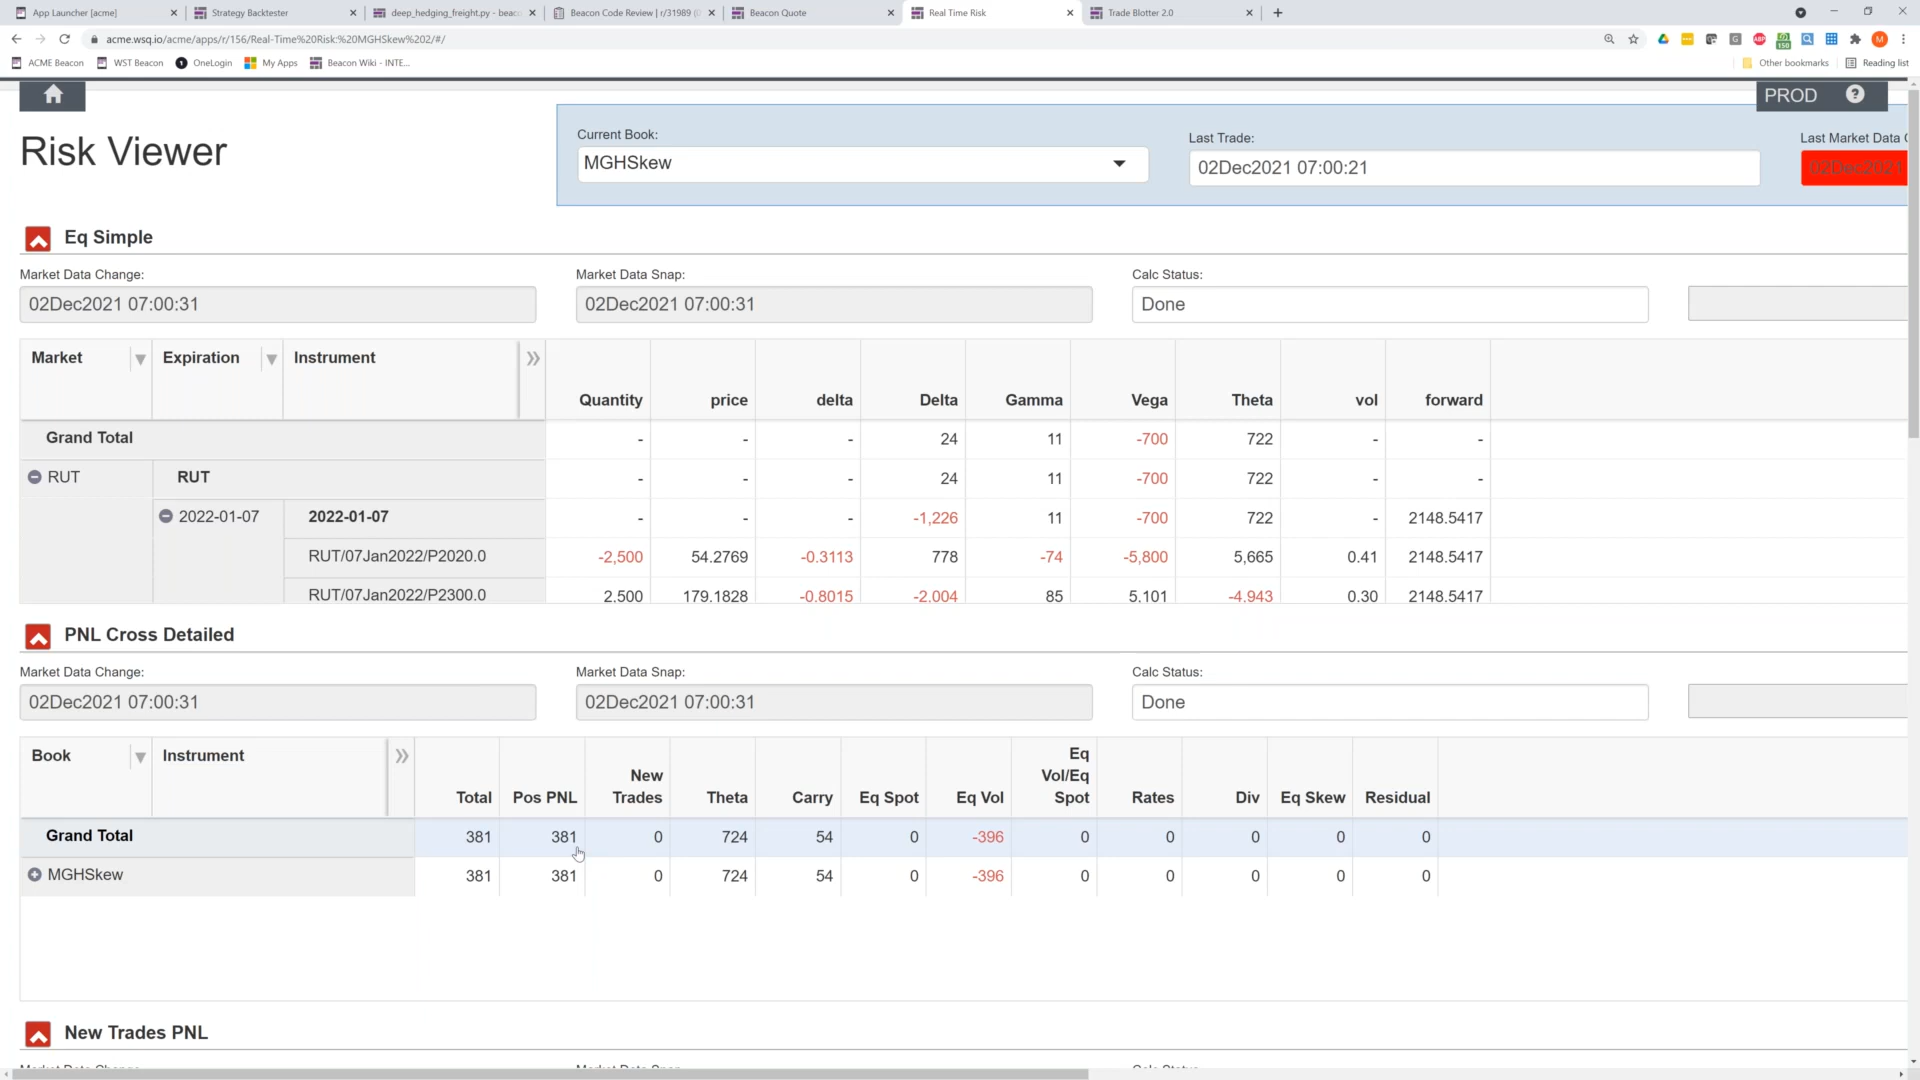 App Launcher [acme]
Strategy Backtester
deep_hedging_freight.py - beac
Beacon Code Review | r/31989 (
Beacon Quote
Real Time Risk
Trade Blotter 2.0
acme.wsq.io/acme/apps/r/156/Real-Time%20Risk:%20MGHSkew%202/#/
ABP
150
M
ACME Beacon
WST Beacon
OneLogin
My Apps
Beacon Wiki - INTE...
Other bookmarks
Reading list
PROD
Risk Viewer
Current Book:
MGHSkew
Last Trade:
02Dec2021 07:00:21
Last Market Data
02Dec2021
Eq Simple
Market Data Change:
02Dec2021 07:00:31
Market Data Snap:
02Dec2021 07:00:31
Calc Status:
Done
Market Expiration Instrument Quantity price delta Delta Gamma Vega Theta vol forward
Grand Total - - - 24 11 -700 722 - -
RUT RUT - - - 24 11 -700 722 - -
2022-01-07 2022-01-07 - - - -1,226 11 -700 722 - 2148.5417
RUT/07Jan2022/P2020.0 -2,500 54.2769 -0.3113 778 -74 -5,800 5,665 0.41 2148.5417
RUT/07Jan2022/P2300.0 2,500 179.1828 -0.8015 -2,004 85 5,101 -4,943 0.30 2148.5417
PNL Cross Detailed
Market Data Change:
02Dec2021 07:00:31
Market Data Snap:
02Dec2021 07:00:31
Calc Status:
Done
Book Instrument Total Pos PNL New Trades Theta Carry Eq Spot Eq Vol Eq Vol/Eq Spot Rates Div Eq Skew Residual
Grand Total 381 381 0 724 54 0 -396 0 0 0 0 0
MGHSkew 381 381 0 724 54 0 -396 0 0 0 0 0
New Trades PNL